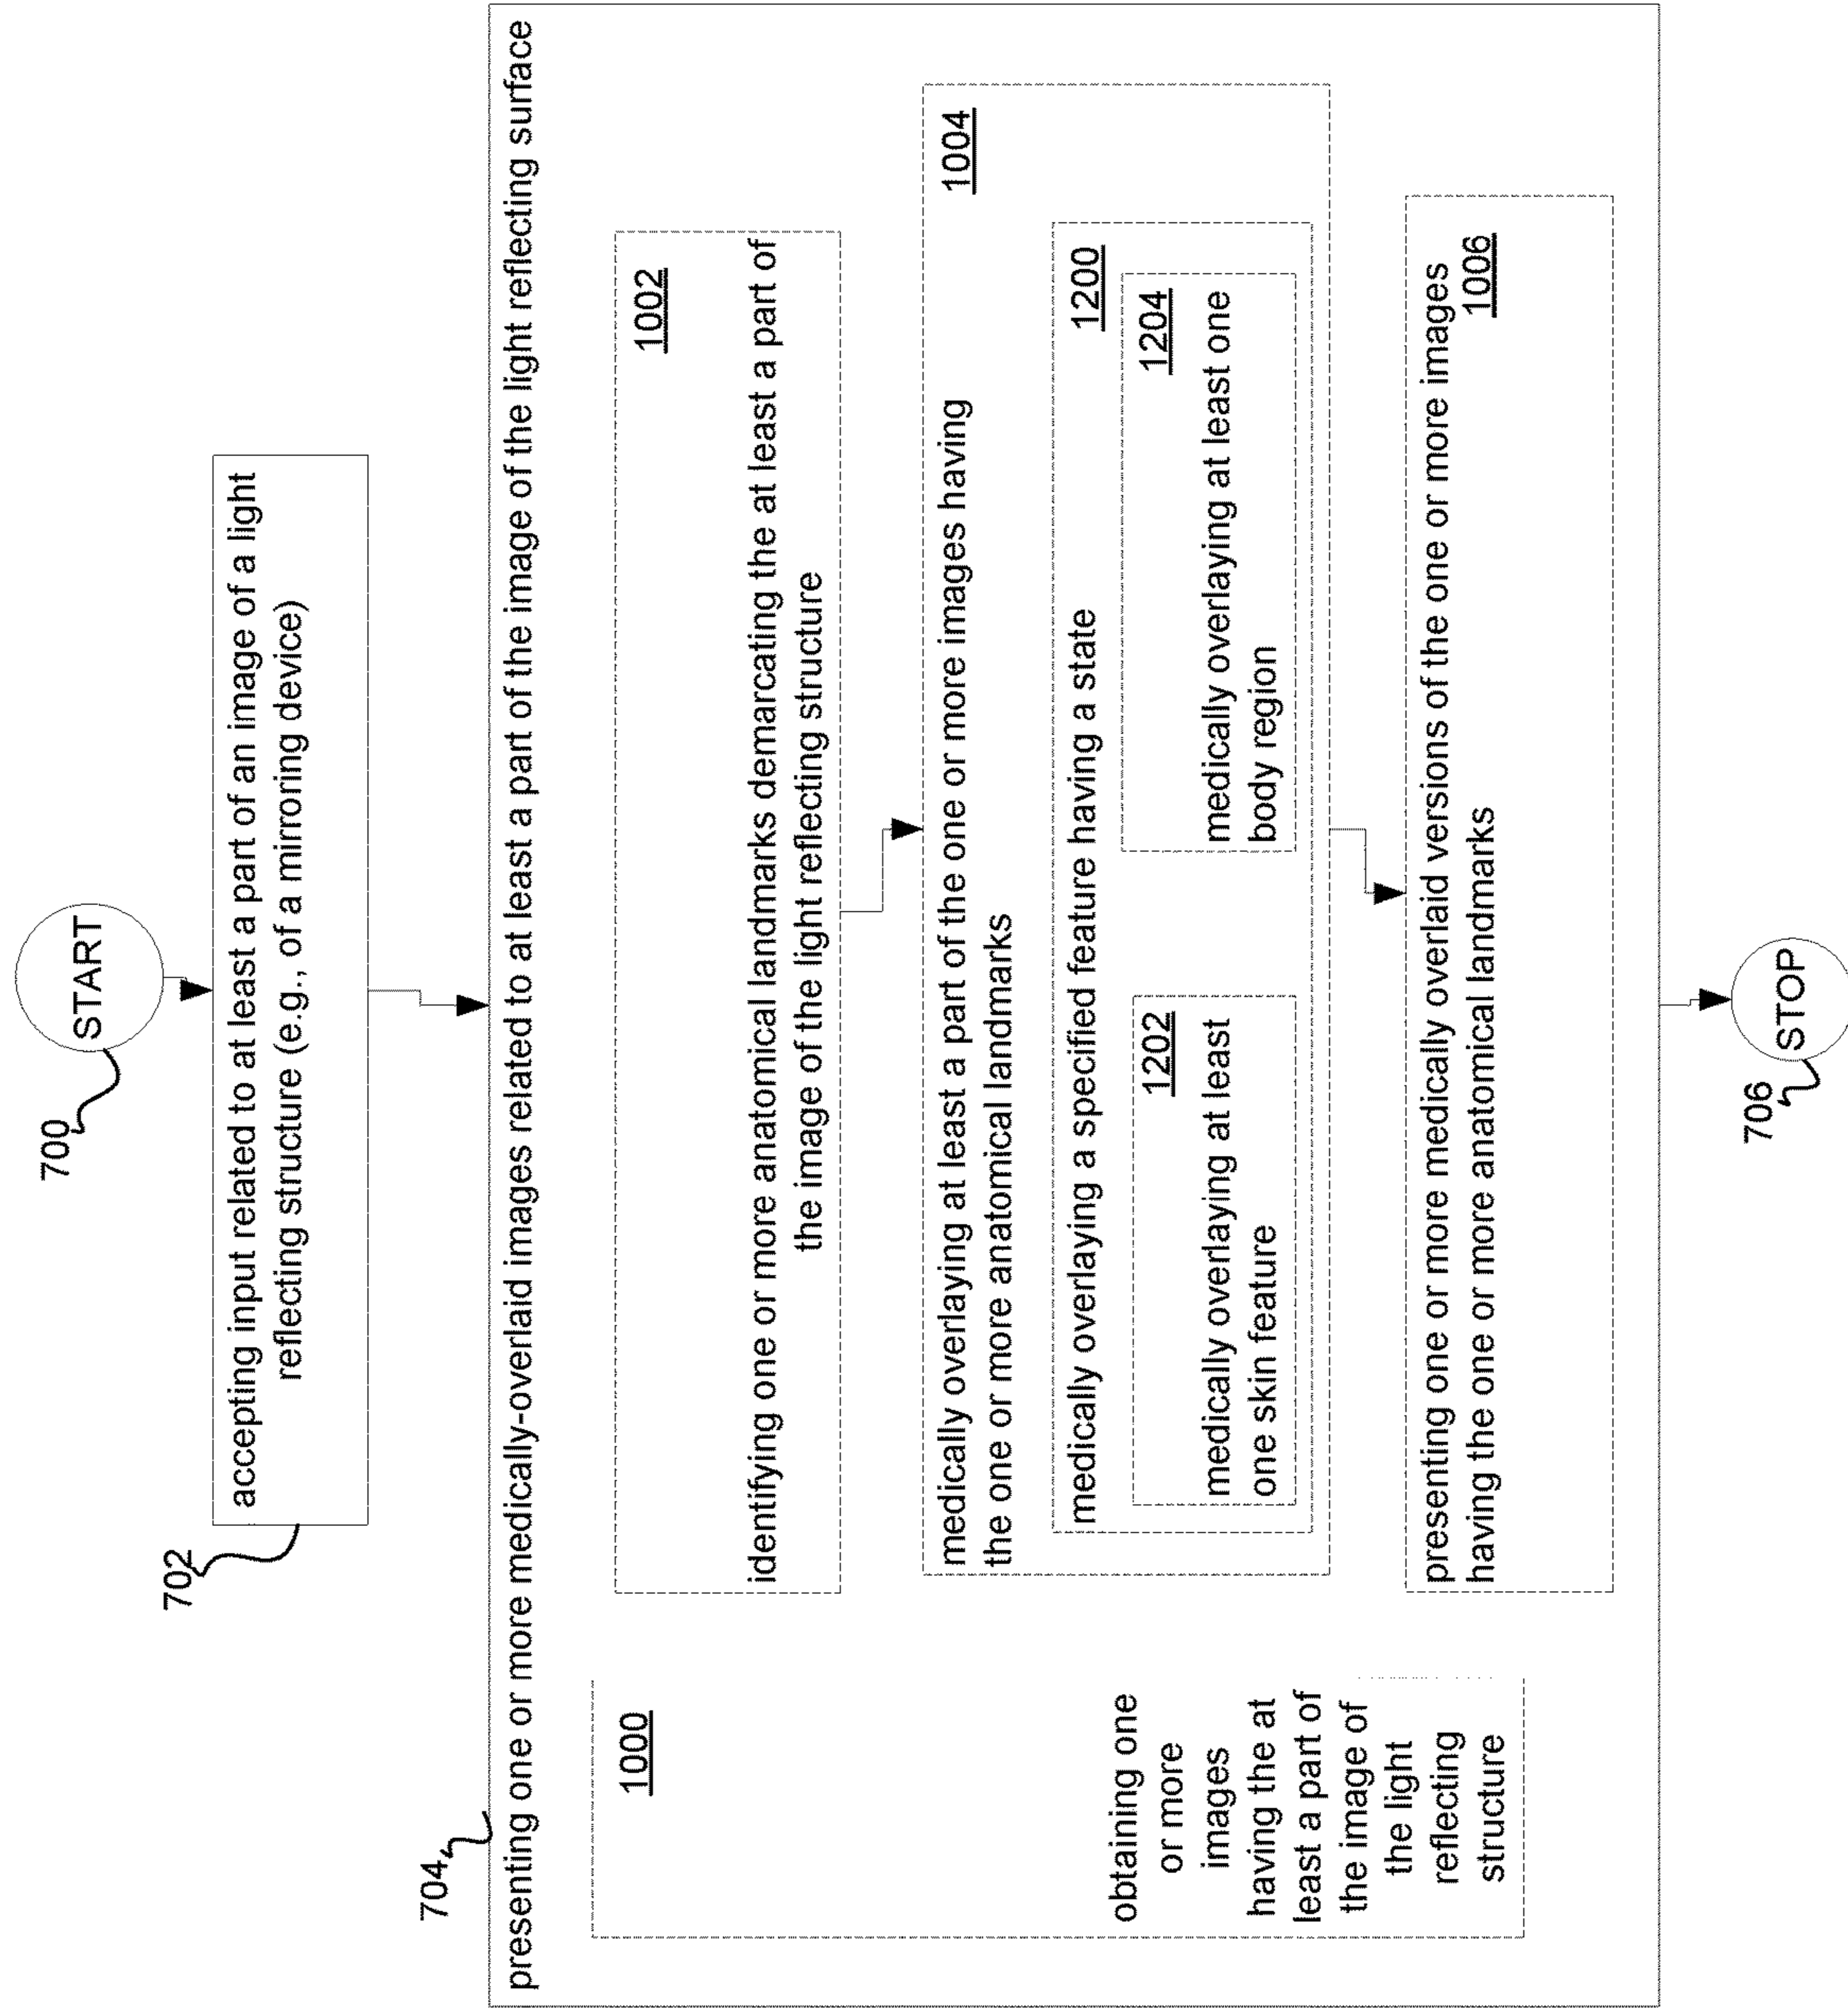 START
700
702
accepting input related to at least a part of an image of a light
reflecting structure (e.g., of a mirroring device)
704
presenting one or more medically-overlaid images related to at least a part of the image of the light reflecting surface
1000
obtaining one
or more
images
having the at
least a part of
the image of
the light
reflecting
structure
1002
identifying one or more anatomical landmarks demarcating the at least a part of
the image of the light reflecting structure
medically overlaying at least a part of the one or more images having
1004
the one or more anatomical landmarks
medically overlaying a specified feature having a state
1200
1202
medically overlaying at least
one skin feature
1204
medically overlaying at least one
body region
presenting one or more medically overlaid versions of the one or more images
having the one or more anatomical landmarks
1006
STOP
706